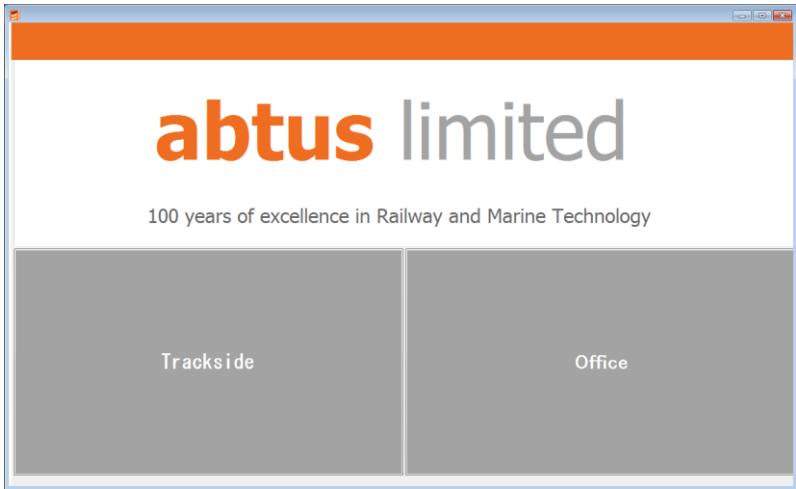 abtus limited
100 years of excellence in Railway and Marine Technology
Trackside
Office